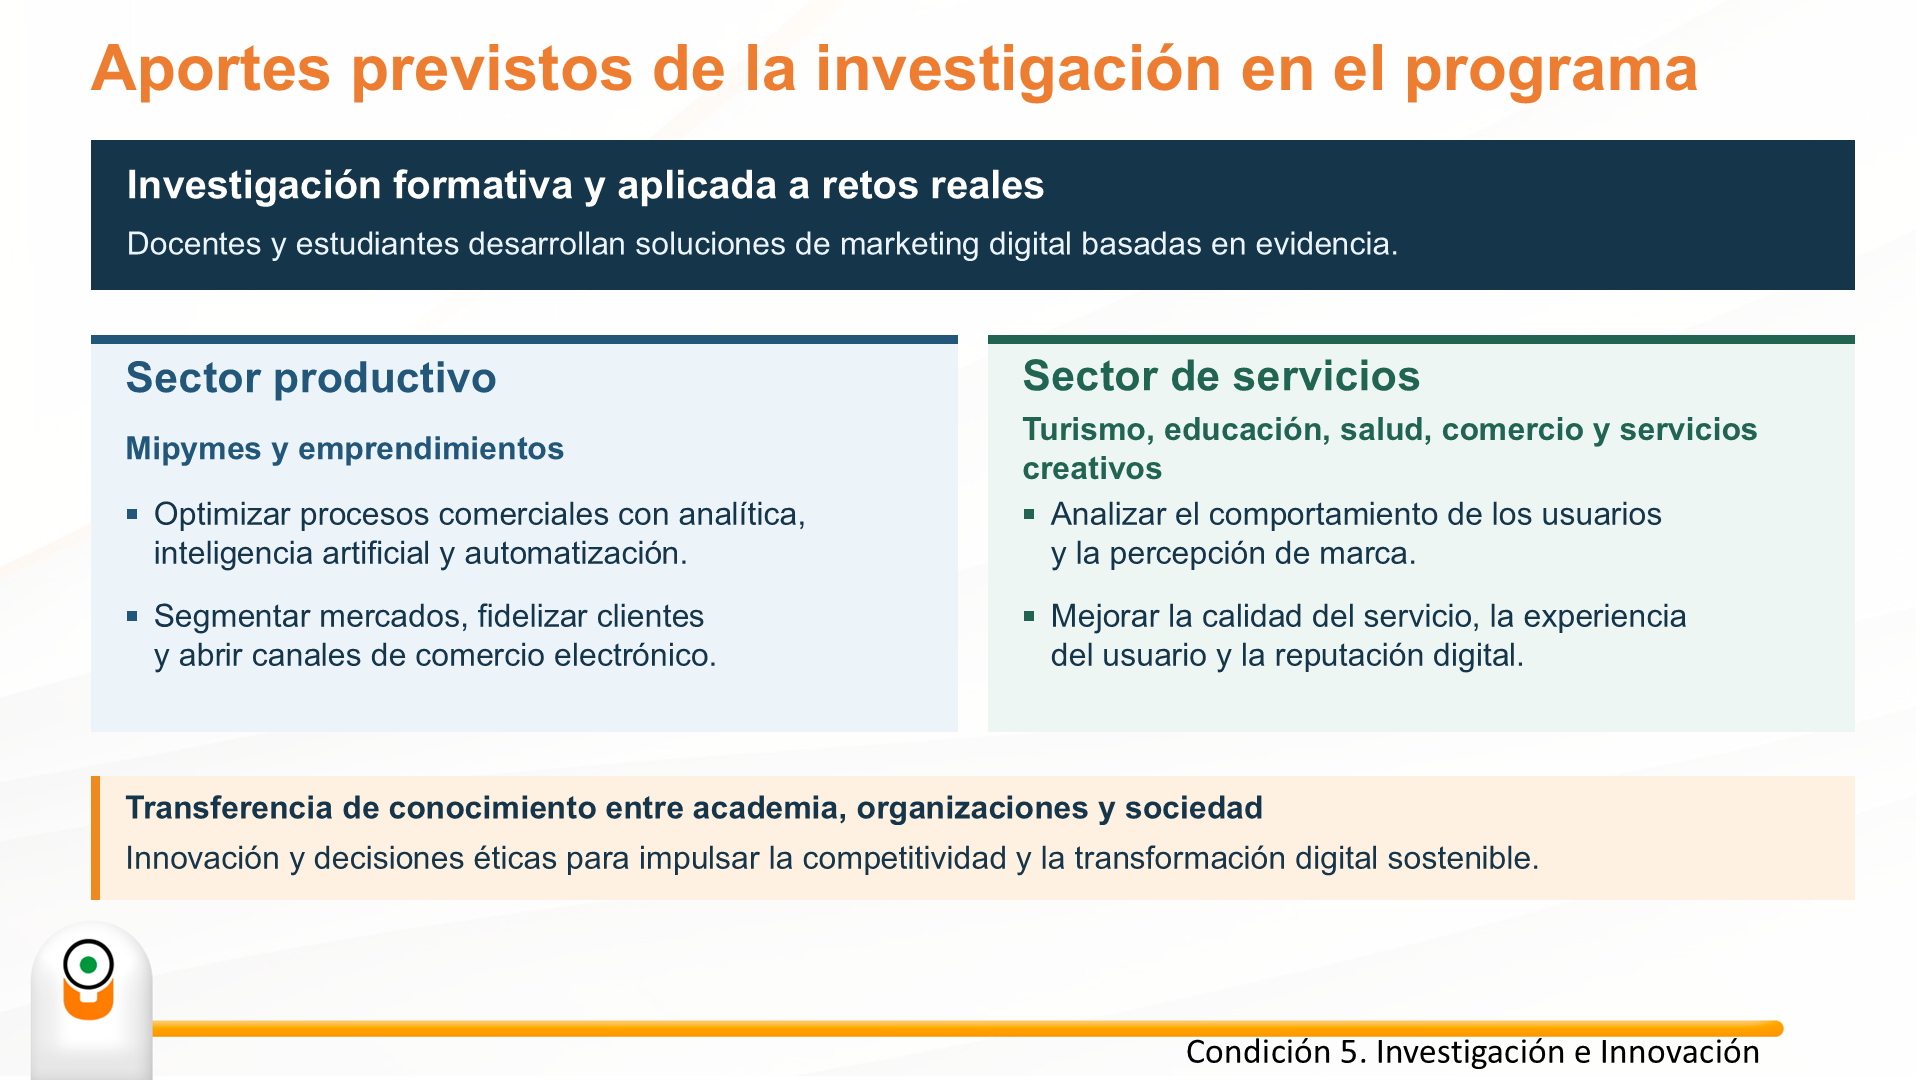 Aportes previstos de la investigación en el programa
Investigación formativa y aplicada a retos reales
Docentes y estudiantes desarrollan soluciones de marketing digital basadas en evidencia.
Sector productivo
Mipymes y emprendimientos
▪ Optimizar procesos comerciales con analítica,
inteligencia artificial y automatización.
▪ Segmentar mercados, fidelizar clientes
y abrir canales de comercio electrónico.
Sector de servicios
Turismo, educación, salud, comercio y servicios
creativos
▪ Analizar el comportamiento de los usuarios
y la percepción de marca.
▪ Mejorar la calidad del servicio, la experiencia
del usuario y la reputación digital.
Transferencia de conocimiento entre academia, organizaciones y sociedad
Innovación y decisiones éticas para impulsar la competitividad y la transformación digital sostenible.
Condición 5. Investigación e Innovación